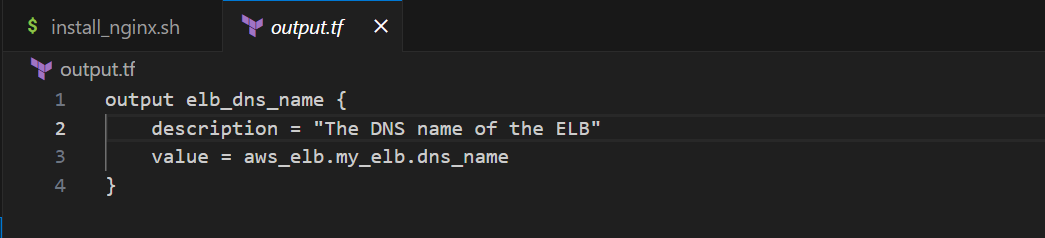 $ install_nginx.sh output.tf ×
output.tf
1 output elb_dns_name {
2 description = "The DNS name of the ELB"
3 value = aws_elb.my_elb.dns_name
4 }